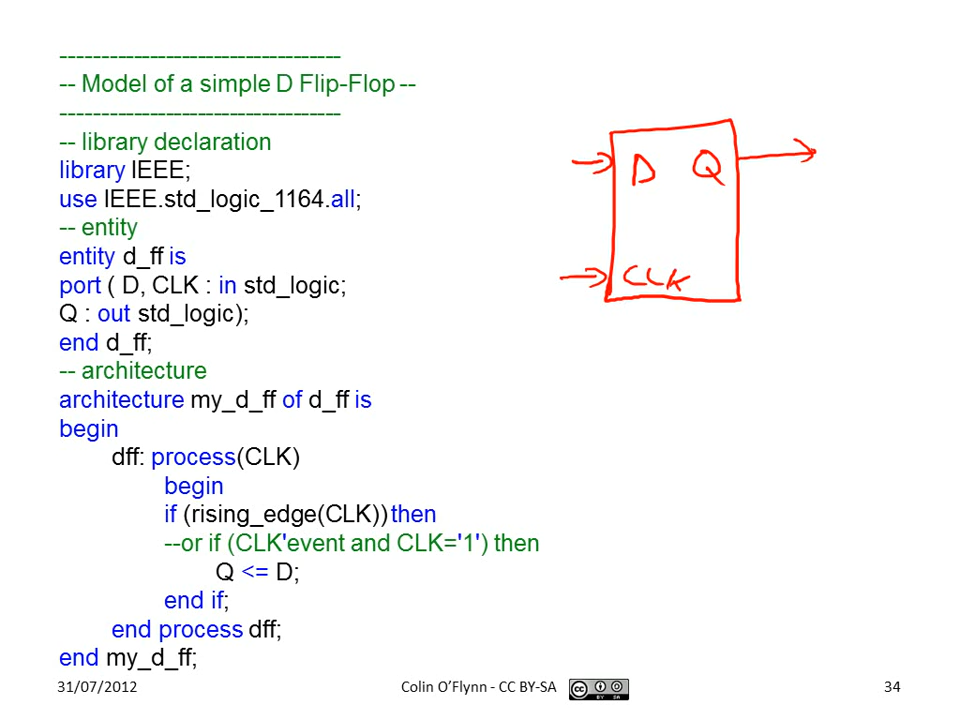 -----------------------------------
-- Model of a simple D Flip-Flop --
-----------------------------------
-- library declaration
library IEEE;
use IEEE.std_logic_1164.all;
-- entity
entity d_ff is
port ( D, CLK : in std_logic;
Q : out std_logic);
end d_ff;
-- architecture
architecture my_d_ff of d_ff is
begin
dff: process(CLK)
begin
if (rising_edge(CLK)) then
--or if (CLK'event and CLK='1') then
Q <= D;
end if;
end process dff;
end my_d_ff;
D Q
CLK
31/07/2012 Colin O'Flynn - CC BY-SA cc 34